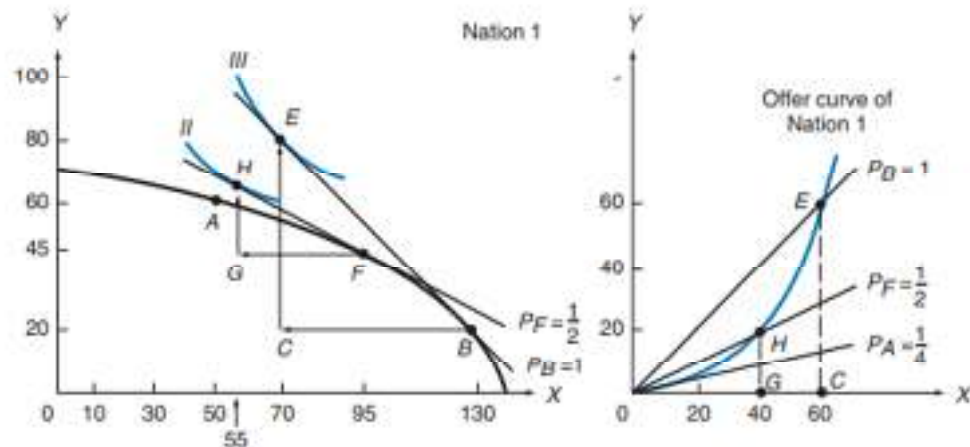 Y
Nation 1
100
III
E
80
II
H
60
A
45
G
F
P_F = 1/2
20
C
B
P_B = 1
X
0
10
30
50
70
95
130
55
Y
Offer curve of
Nation 1
P_B = 1
E
60
40
P_F = 1/2
20
H
P_A = 1/4
G
C
0
20
40
60
X